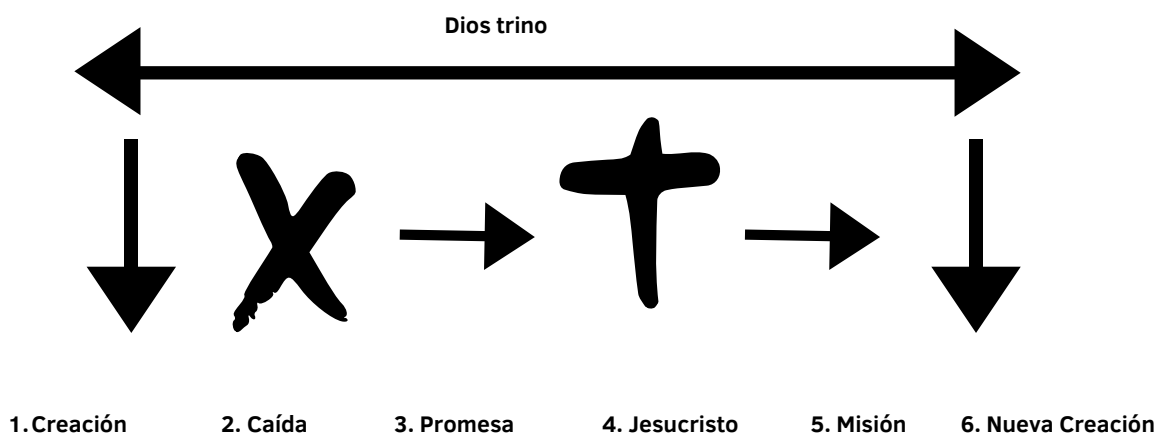 Dios trino
1.Creación 2. Caída 3. Promesa 4. Jesucristo 5. Misión 6. Nueva Creación